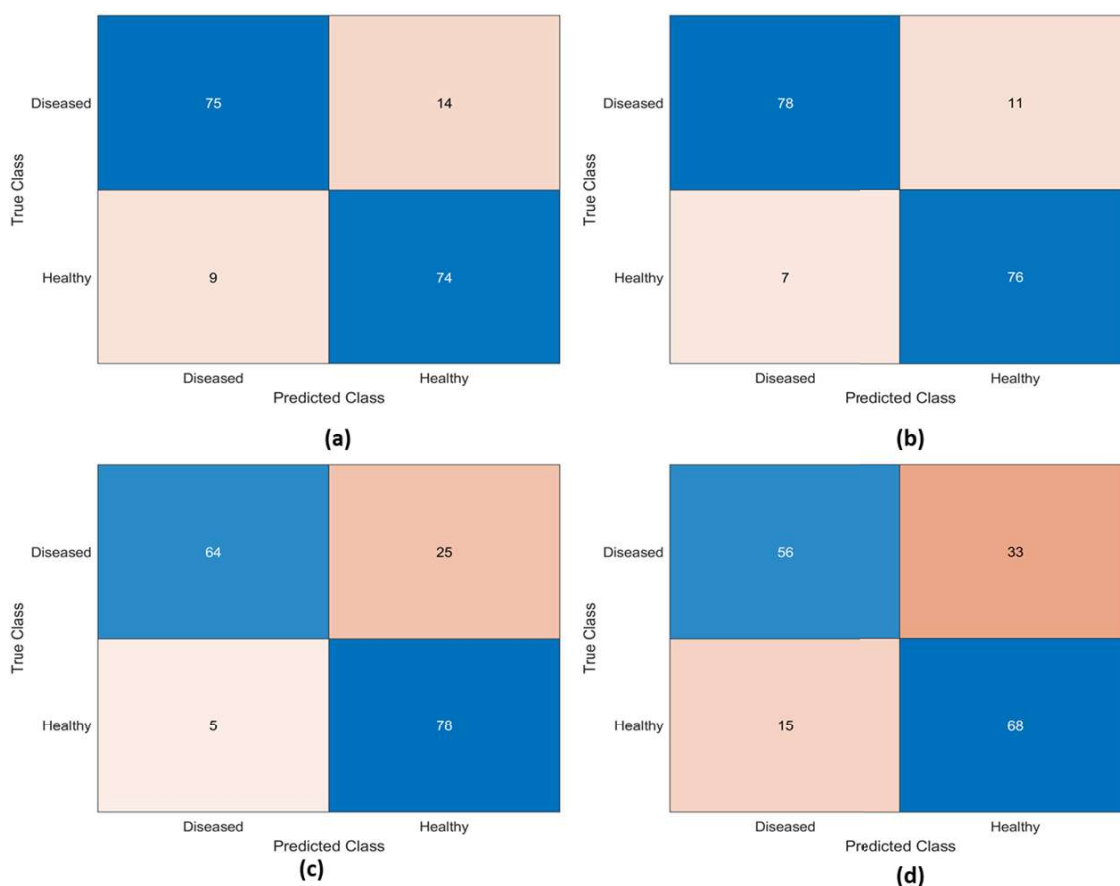 True Class
Diseased
75
14
Healthy
9
74
Diseased
Healthy
Predicted Class
(a)
True Class
Diseased
78
11
Healthy
7
76
Diseased
Healthy
Predicted Class
(b)
True Class
Diseased
64
25
Healthy
5
78
Diseased
Healthy
Predicted Class
(c)
True Class
Diseased
56
33
Healthy
15
68
Diseased
Healthy
Predicted Class
(d)